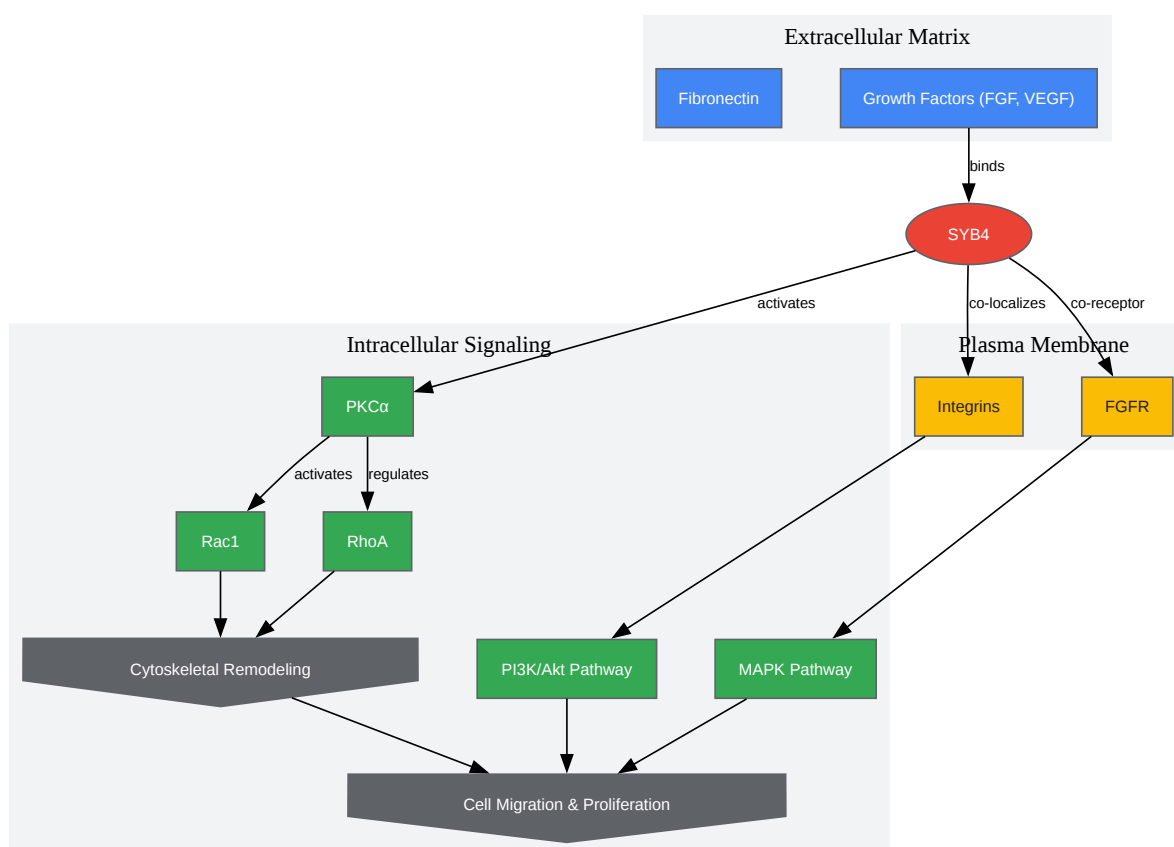 Extracellular Matrix
Fibronectin
Growth Factors (FGF, VEGF)
binds
SYB4
activates
co-localizes
co-receptor
Intracellular Signaling
Plasma Membrane
PKCα
Integrins
FGFR
activates
regulates
Rac1
RhoA
Cytoskeletal Remodeling
PI3K/Akt Pathway
MAPK Pathway
Cell Migration & Proliferation